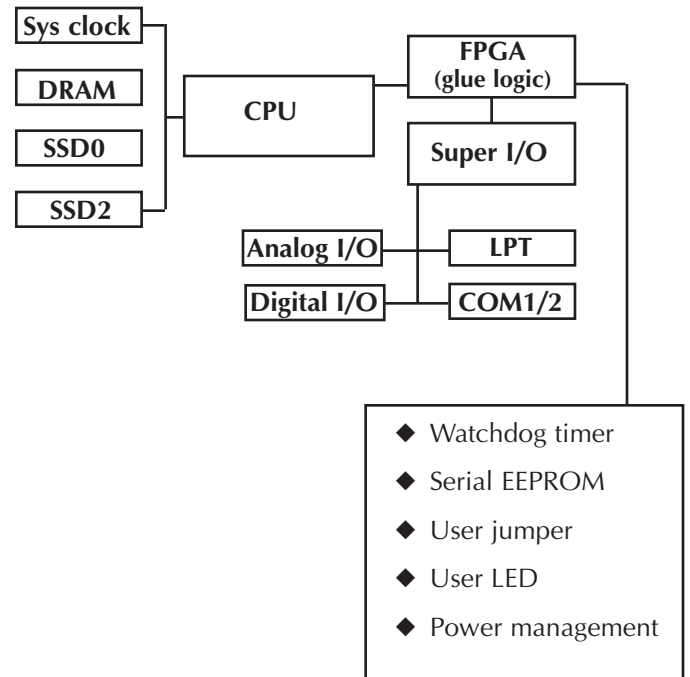 Sys clock
DRAM
SSD0
SSD2
CPU
FPGA
(glue logic)
Super I/O
Analog I/O
LPT
Digital I/O
COM1/2
◆ Watchdog timer
◆ Serial EEPROM
◆ User jumper
◆ User LED
◆ Power management